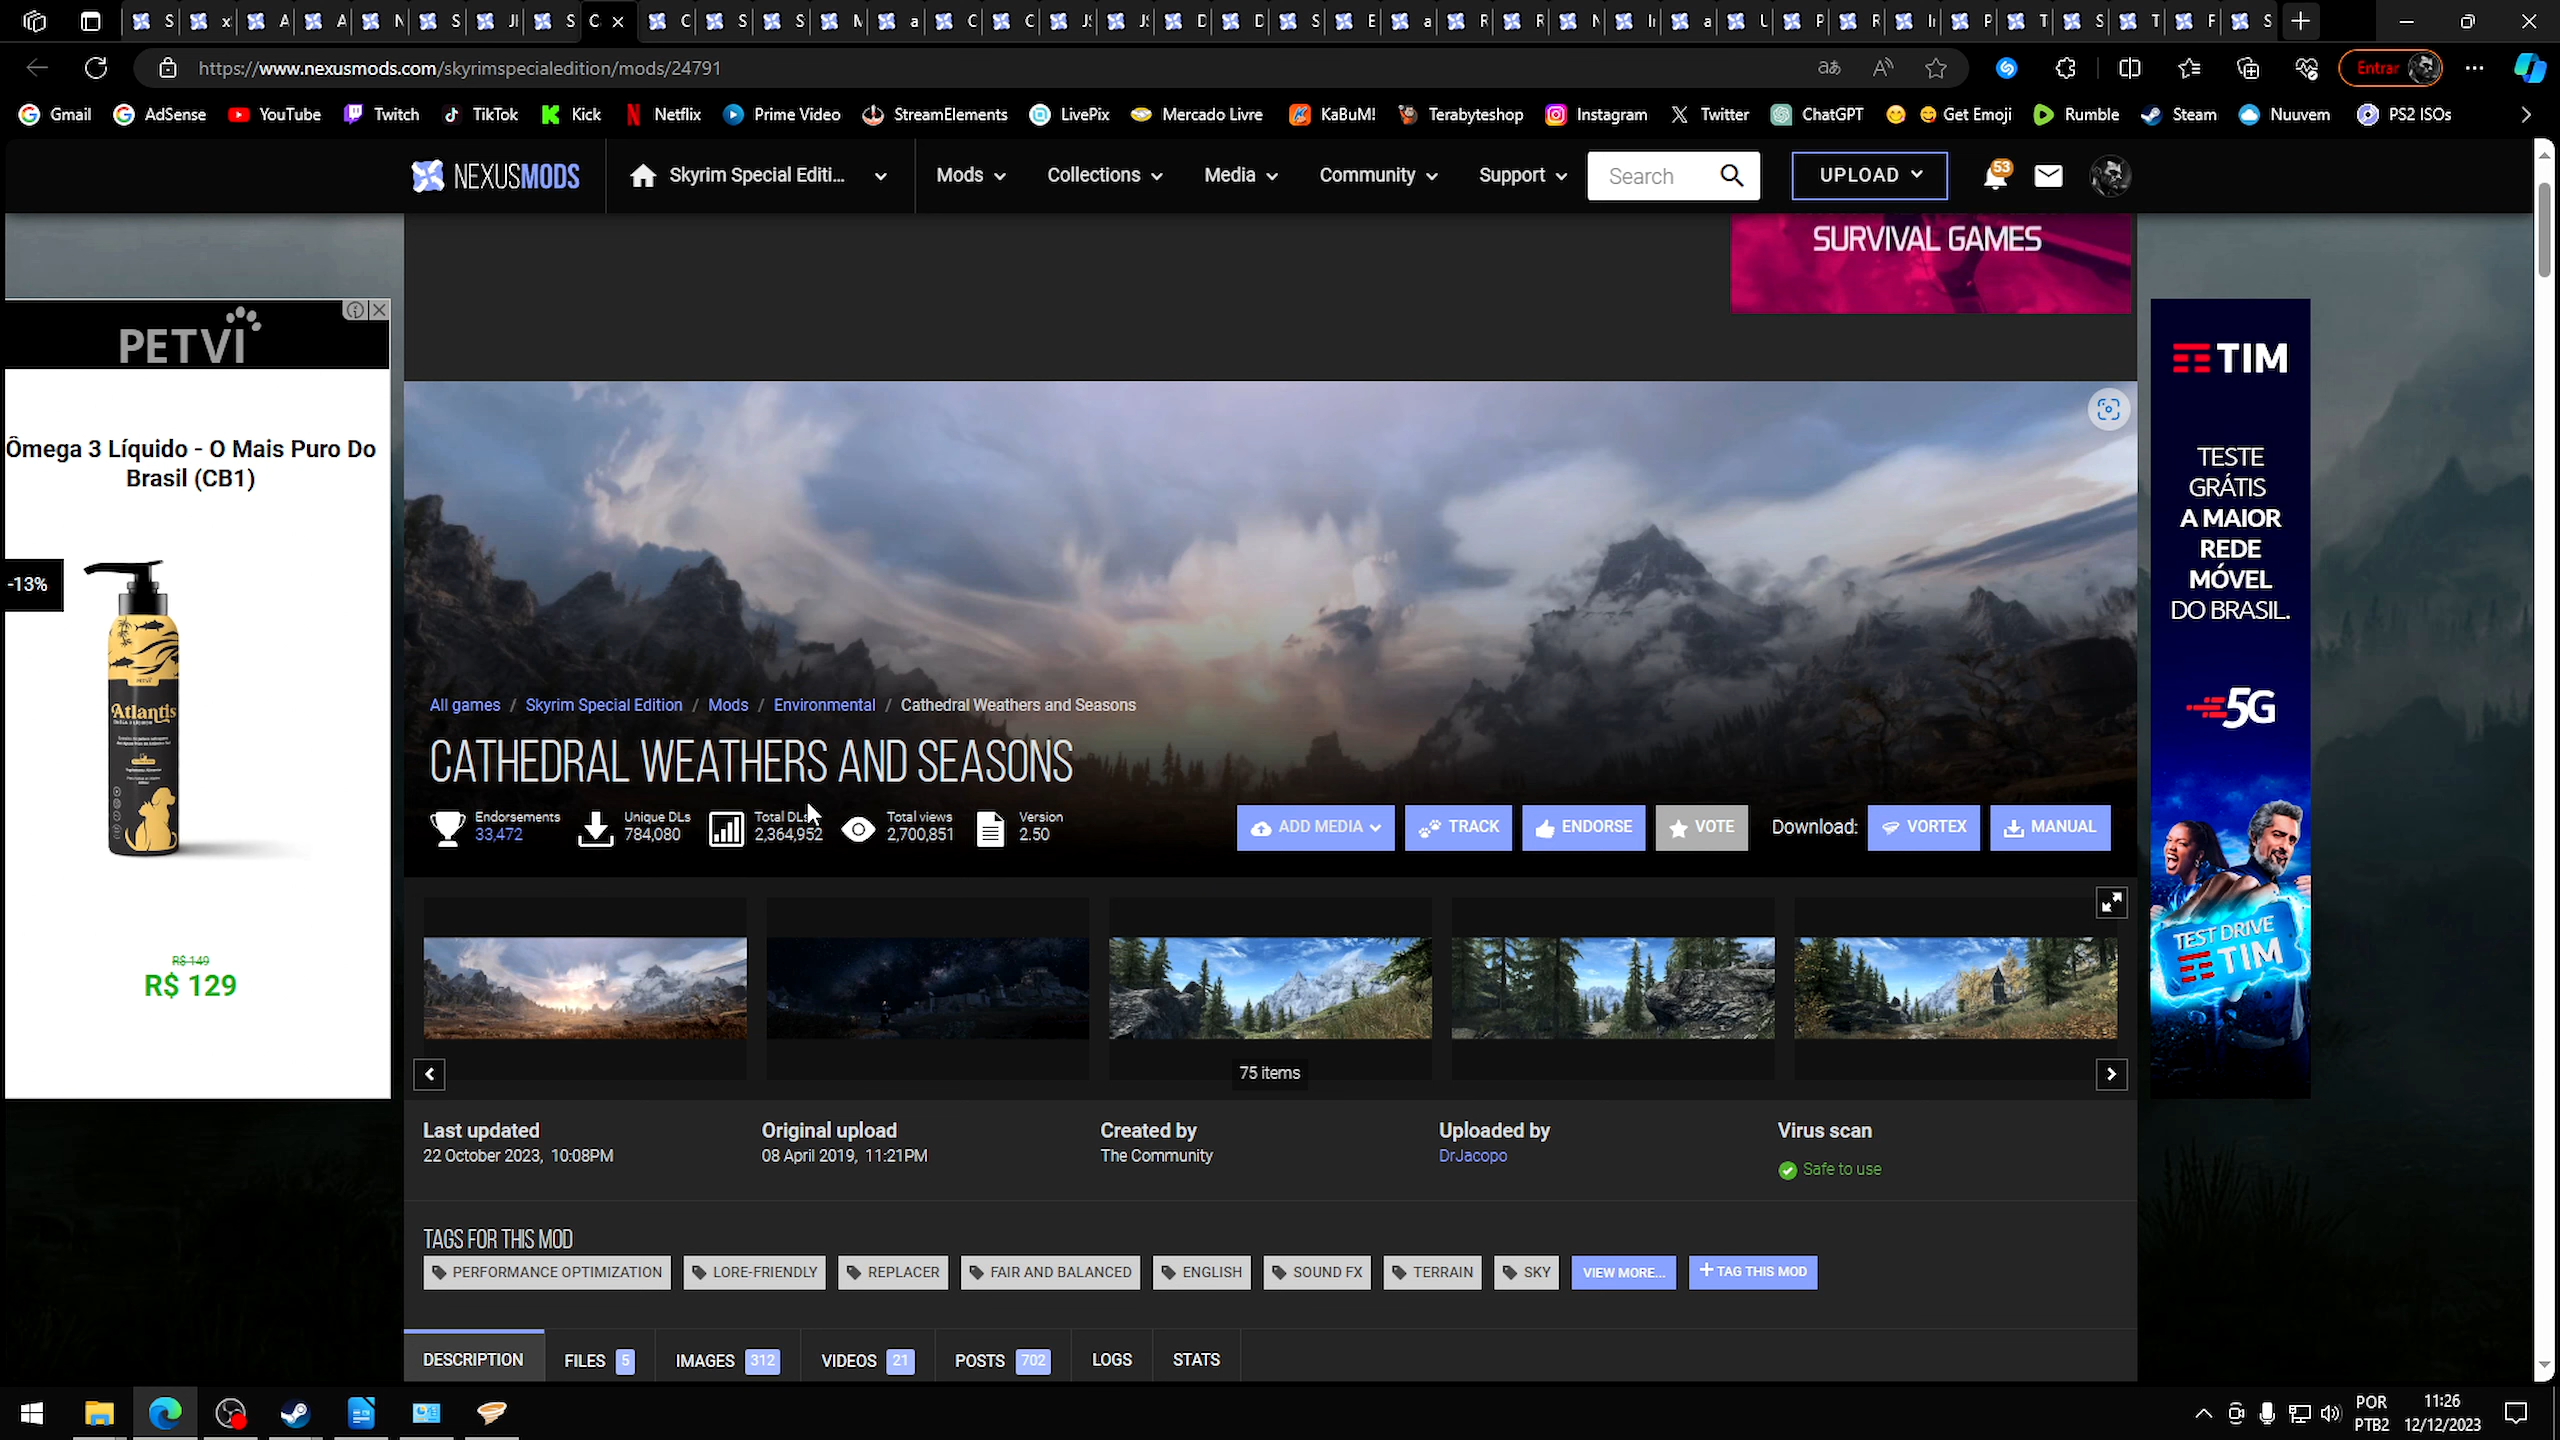 https://www.nexusmods.com/skyrimspecialedition/mods/24791
Entrar
Gmail
AdSense
YouTube
Twitch
TikTok
Kick
Netflix
Prime Video
StreamElements
LivePix
Mercado Livre
KaBuM!
Terabyteshop
Instagram
Twitter
ChatGPT
Get Emoji
Rumble
Steam
Nuuvem
PS2 ISOs
NEXUSMODS
Skyrim Special Editi...
Mods
Collections
Media
Community
Support
Search
UPLOAD
53
SURVIVAL GAMES
PETVI
Ômega 3 Líquido - O Mais Puro Do
Brasil (CB1)
-13%
Atlantis
R$ 149
R$ 129
TIM
TESTE
GRÁTIS
A MAIOR
REDE
MÓVEL
DO BRASIL.
5G
TEST DRIVE
TIM
All games / Skyrim Special Edition / Mods / Environmental / Cathedral Weathers and Seasons
CATHEDRAL WEATHERS AND SEASONS
Endorsements
33,472
Unique DLs
784,080
Total DLs
2,364,952
Total views
2,700,851
Version
2.50
ADD MEDIA
TRACK
ENDORSE
VOTE
Download:
VORTEX
MANUAL
75 items
Last updated
22 October 2023, 10:08PM
Original upload
08 April 2019, 11:21PM
Created by
The Community
Uploaded by
DrJacopo
Virus scan
Safe to use
TAGS FOR THIS MOD
PERFORMANCE OPTIMIZATION
LORE-FRIENDLY
REPLACER
FAIR AND BALANCED
ENGLISH
SOUND FX
TERRAIN
SKY
VIEW MORE...
+ TAG THIS MOD
DESCRIPTION
FILES 5
IMAGES 312
VIDEOS 21
POSTS 702
LOGS
STATS
POR
PTB2
11:26
12/12/2023